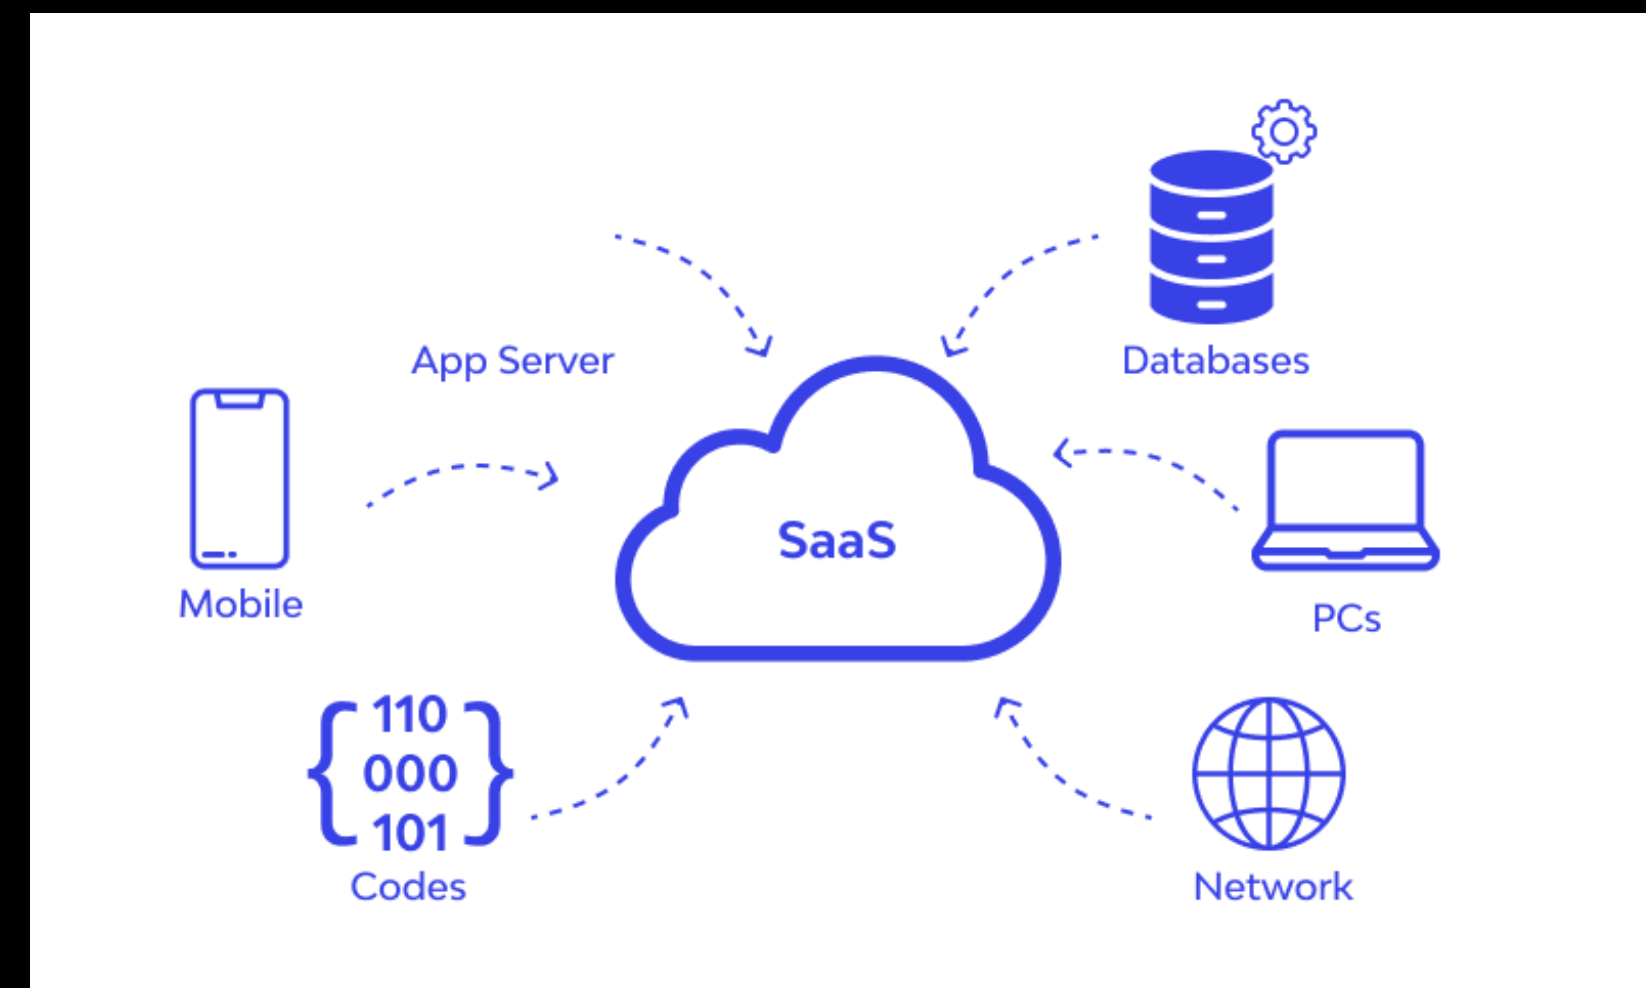 App Server
Databases
Mobile
SaaS
PCs
110
000
101
Codes
Network